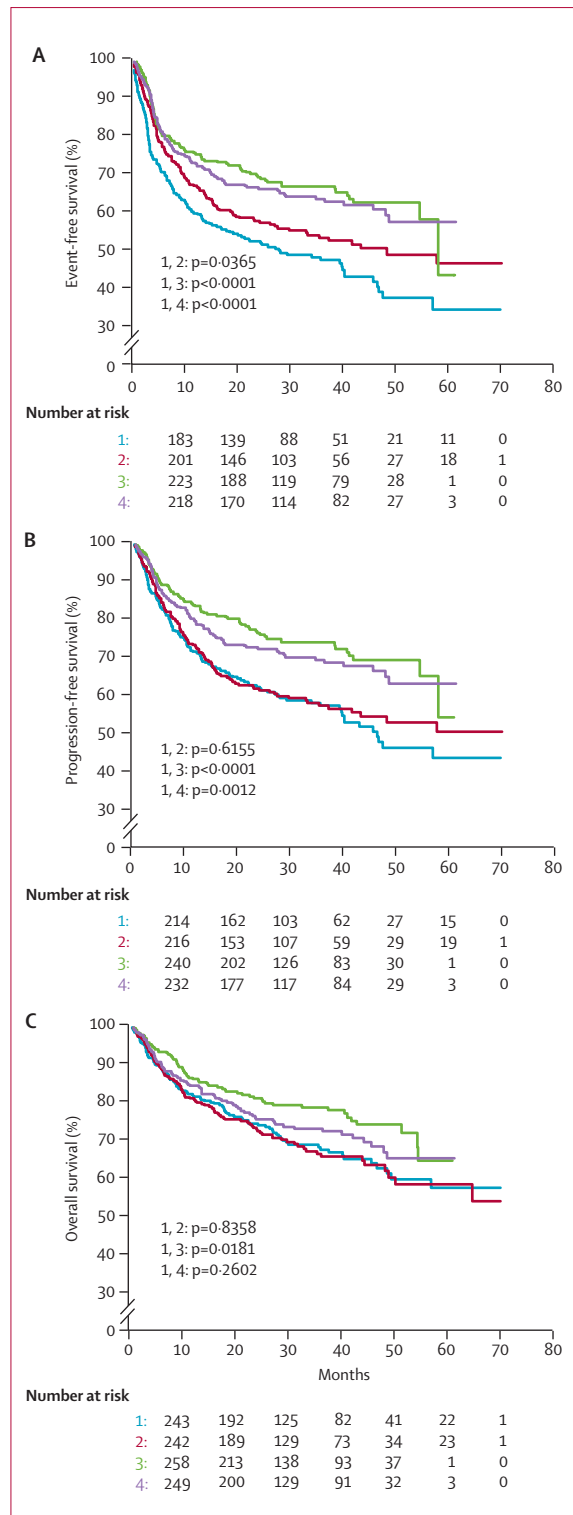 A
100
90
80
70
60
50
40
30
0
Event-free survival (%)
1, 2: p=0·0365
1, 3: p<0·0001
1, 4: p<0·0001
0 10 20 30 40 50 60 70 80
Number at risk
1: 183 139 88 51 21 11 0
2: 201 146 103 56 27 18 1
3: 223 188 119 79 28 1 0
4: 218 170 114 82 27 3 0
B
100
90
80
70
60
50
40
30
0
Progression-free survival (%)
1, 2: p=0·6155
1, 3: p<0·0001
1, 4: p=0·0012
0 10 20 30 40 50 60 70 80
Number at risk
1: 214 162 103 62 27 15 0
2: 216 153 107 59 29 19 1
3: 240 202 126 83 30 1 0
4: 232 177 117 84 29 3 0
C
100
90
80
70
60
50
40
30
0
Overall survival (%)
1, 2: p=0·8358
1, 3: p=0·0181
1, 4: p=0·2602
0 10 20 30 40 50 60 70 80
Months
Number at risk
1: 243 192 125 82 41 22 1
2: 242 189 129 73 34 23 1
3: 258 213 138 93 37 1 0
4: 249 200 129 91 32 3 0